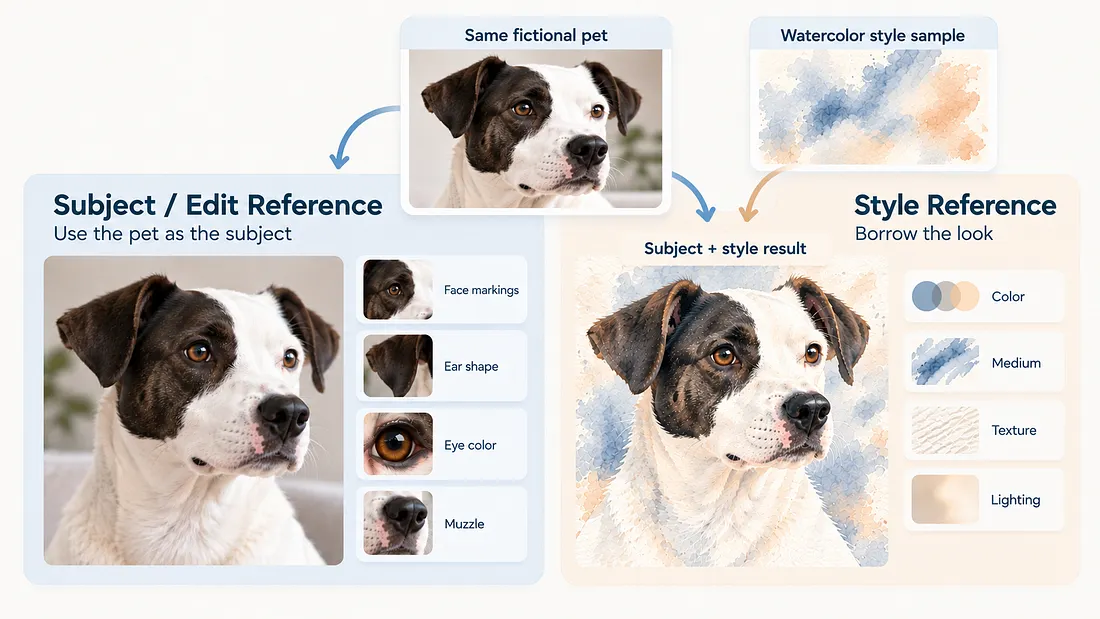 Same fictional pet
Watercolor style sample
Subject / Edit Reference
Use the pet as the subject
Face markings
Ear shape
Eye color
Muzzle
Style Reference
Borrow the look
Subject + style result
Color
Medium
Texture
Lighting